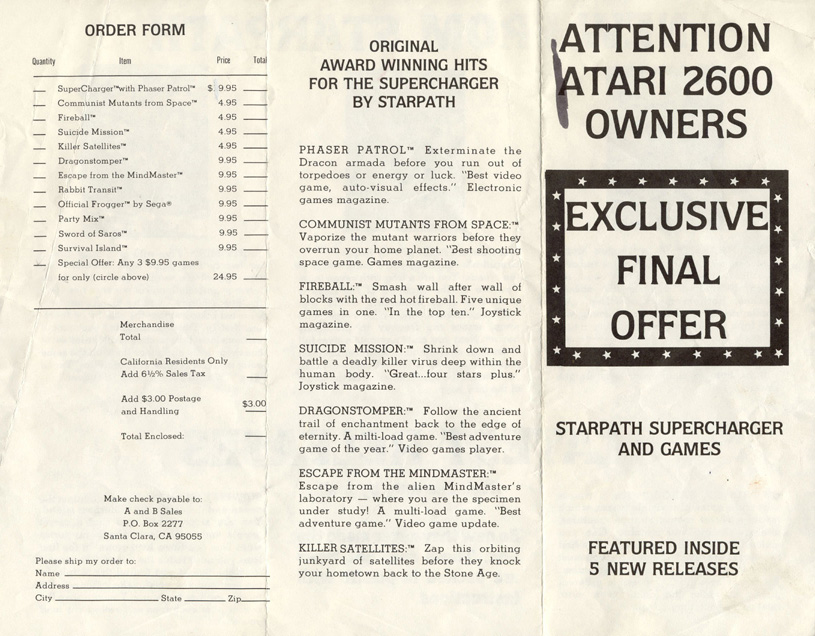 ORDER FORM
Quantity Item Price Total
SuperCharger™with Phaser Patrol™ $ 9.95
Communist Mutants from Space™ 4.95
Fireball™ 4.95
Suicide Mission™ 4.95
Killer Satellites™ 4.95
Dragonstomper™ 9.95
Escape from the MindMaster™ 9.95
Rabbit Transit™ 9.95
Official Frogger™ by Sega® 9.95
Party Mix™ 9.95
Sword of Saros™ 9.95
Survival Island™ 9.95
Special Offer: Any 3 $9.95 games
for only (circle above) 24.95
Merchandise
Total
California Residents Only
Add 6½% Sales Tax
Add $3.00 Postage
and Handling $3.00
Total Enclosed:
Make check payable to:
A and B Sales
P.O. Box 2277
Santa Clara, CA 95055
Please ship my order to:
Name
Address
City State Zip
ORIGINAL
AWARD WINNING HITS
FOR THE SUPERCHARGER
BY STARPATH
PHASER PATROL™ Exterminate the
Dracon armada before you run out of
torpedoes or energy or luck. "Best video
game, auto-visual effects." Electronic
games magazine.
COMMUNIST MUTANTS FROM SPACE:™
Vaporize the mutant warriors before they
overrun your home planet. "Best shooting
space game. Games magazine.
FIREBALL:™ Smash wall after wall of
blocks with the red hot fireball. Five unique
games in one. "In the top ten." Joystick
magazine.
SUICIDE MISSION:™ Shrink down and
battle a deadly killer virus deep within the
human body. "Great...four stars plus."
Joystick magazine.
DRAGONSTOMPER:™ Follow the ancient
trail of enchantment back to the edge of
eternity. A milti-load game. "Best adventure
game of the year." Video games player.
ESCAPE FROM THE MINDMASTER:™
Escape from the alien MindMaster's
laboratory — where you are the specimen
under study! A multi-load game. "Best
adventure game." Video game update.
KILLER SATELLITES:™ Zap this orbiting
junkyard of satellites before they knock
your hometown back to the Stone Age.
ATTENTION
ATARI 2600
OWNERS
EXCLUSIVE
FINAL
OFFER
STARPATH SUPERCHARGER
AND GAMES
FEATURED INSIDE
5 NEW RELEASES